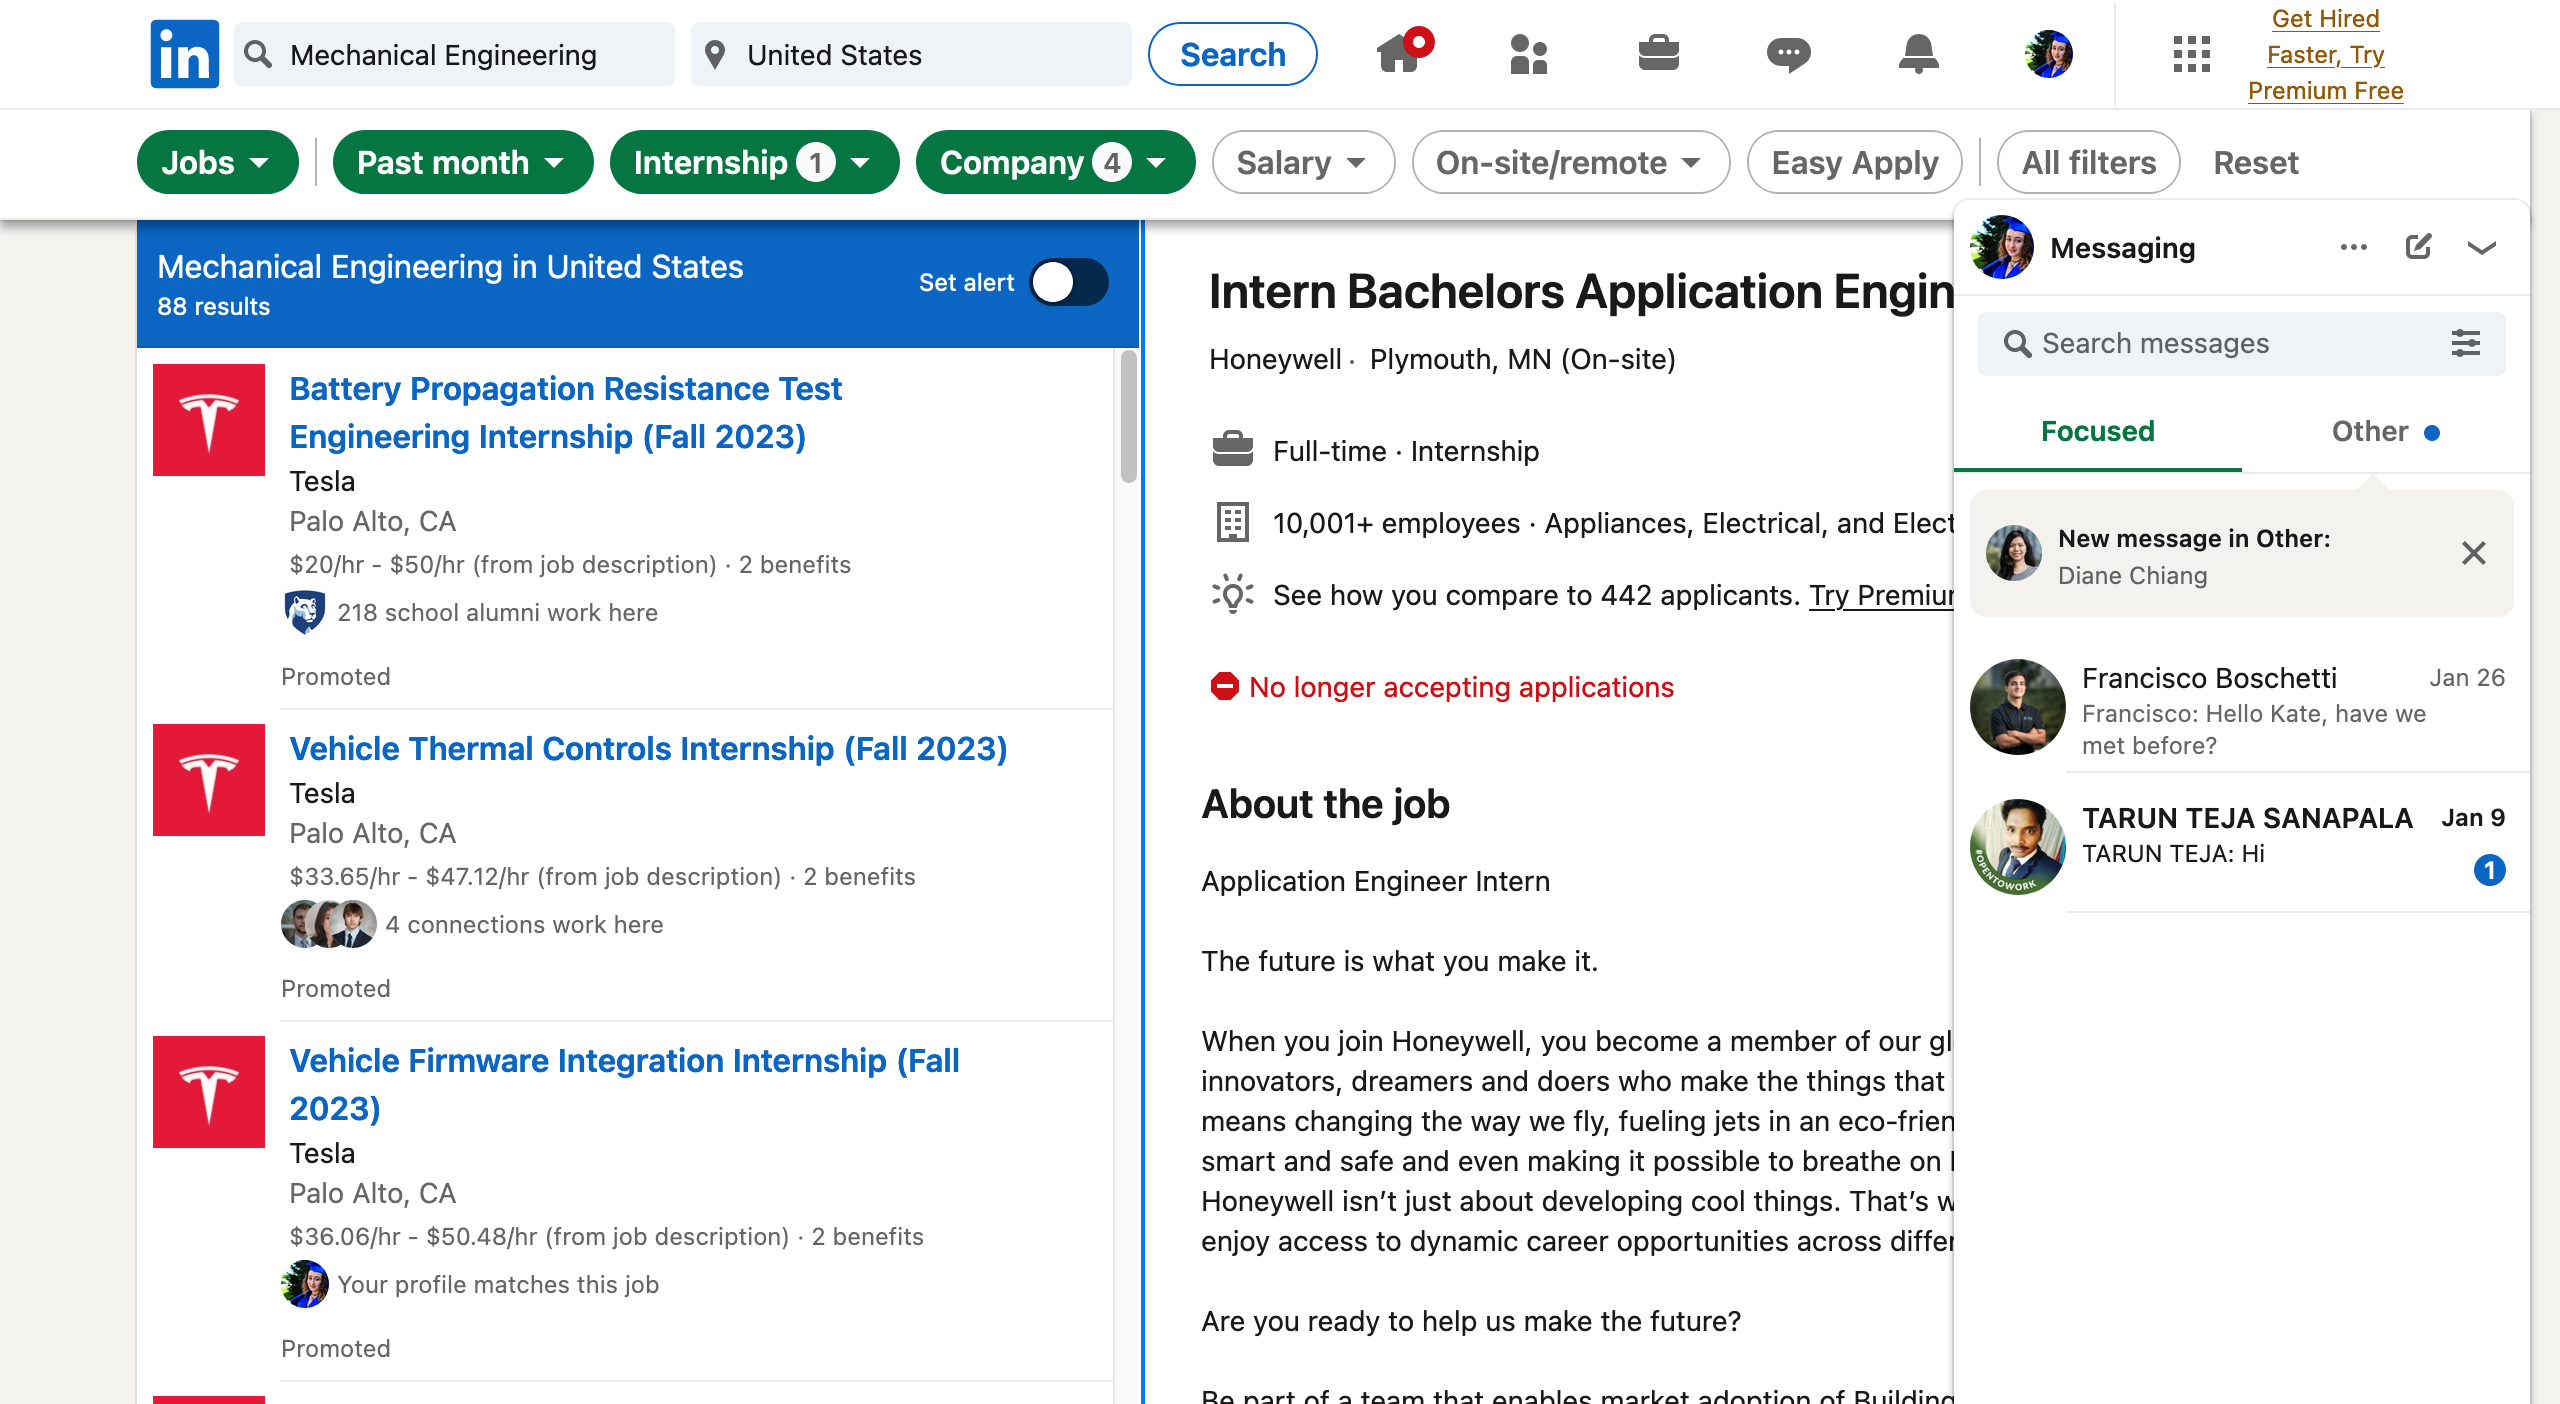 in
Mechanical Engineering
United States
Search
Get Hired
Faster, Try
Premium Free
Jobs
Past month
Internship 1
Company 4
Salary
On-site/remote
Easy Apply
All filters
Reset
Mechanical Engineering in United States
88 results
Set alert
Battery Propagation Resistance Test
Engineering Internship (Fall 2023)
Tesla
Palo Alto, CA
$20/hr - $50/hr (from job description) · 2 benefits
218 school alumni work here
Promoted
Vehicle Thermal Controls Internship (Fall 2023)
Tesla
Palo Alto, CA
$33.65/hr - $47.12/hr (from job description) · 2 benefits
4 connections work here
Promoted
Vehicle Firmware Integration Internship (Fall
2023)
Tesla
Palo Alto, CA
$36.06/hr - $50.48/hr (from job description) · 2 benefits
Your profile matches this job
Promoted
Intern Bachelors Application Engin
Honeywell · Plymouth, MN (On-site)
Full-time · Internship
10,001+ employees · Appliances, Electrical, and Elect
See how you compare to 442 applicants. Try Premiu
No longer accepting applications
About the job
Application Engineer Intern
The future is what you make it.
When you join Honeywell, you become a member of our gl
innovators, dreamers and doers who make the things that
means changing the way we fly, fueling jets in an eco-frien
smart and safe and even making it possible to breathe on
Honeywell isn’t just about developing cool things. That’s w
enjoy access to dynamic career opportunities across differ
Are you ready to help us make the future?
Be part of a team that enables market adoption of Building
Messaging
Search messages
Focused
Other
New message in Other:
Diane Chiang
Francisco Boschetti
Jan 26
Francisco: Hello Kate, have we
met before?
TARUN TEJA SANAPALA
Jan 9
TARUN TEJA: Hi
1
#OPENTOWORK